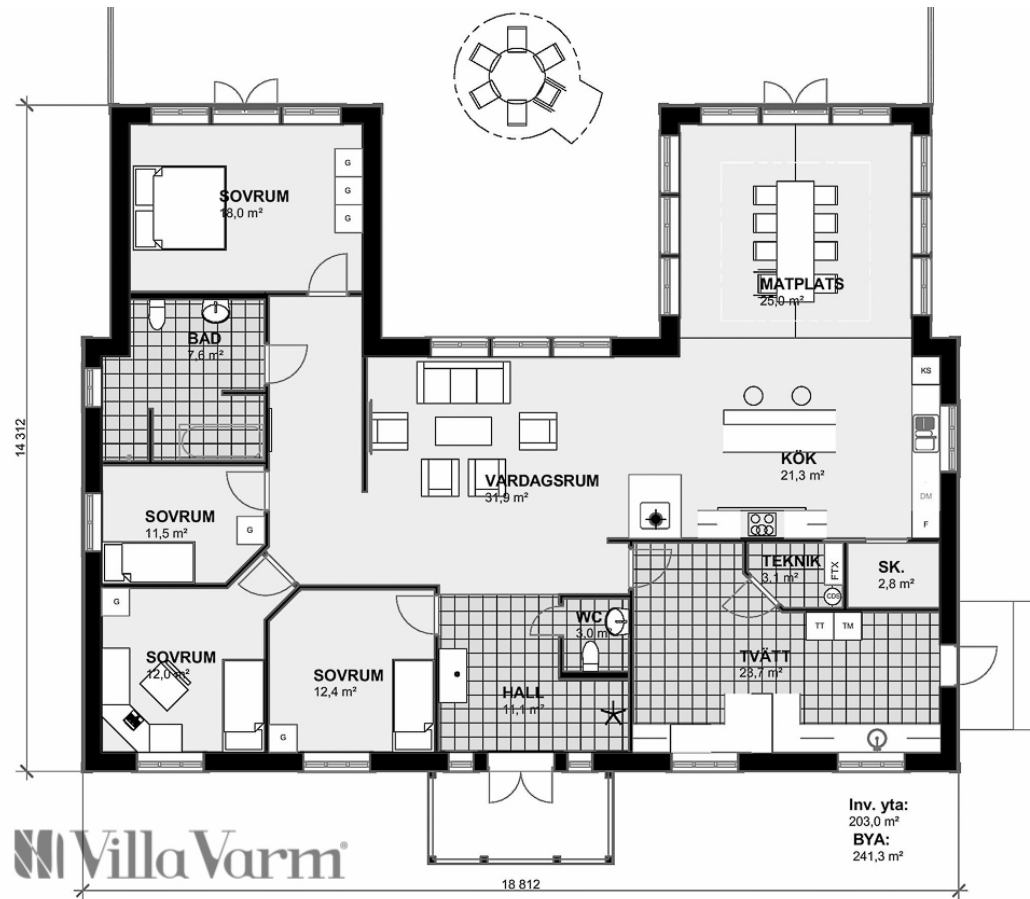 SOVRUM
18,0 m²
G
G
G
MATPLATS
25,0 m²
BAD
7,6 m²
KS
14 312
KÖK
21,3 m²
VARDAGSRUM
31,9 m²
DM
F
SOVRUM
11,5 m²
G
TEKNIK
3,1 m²
FTX
CDS
SK.
2,8 m²
G
WC
3,0 m²
TT
TM
SOVRUM
12,0 m²
SOVRUM
12,4 m²
TVÄTT
23,7 m²
HALL
11,1 m²
G
Inv. yta:
203,0 m²
BYA:
241,3 m²
Villa Varm®
18 812